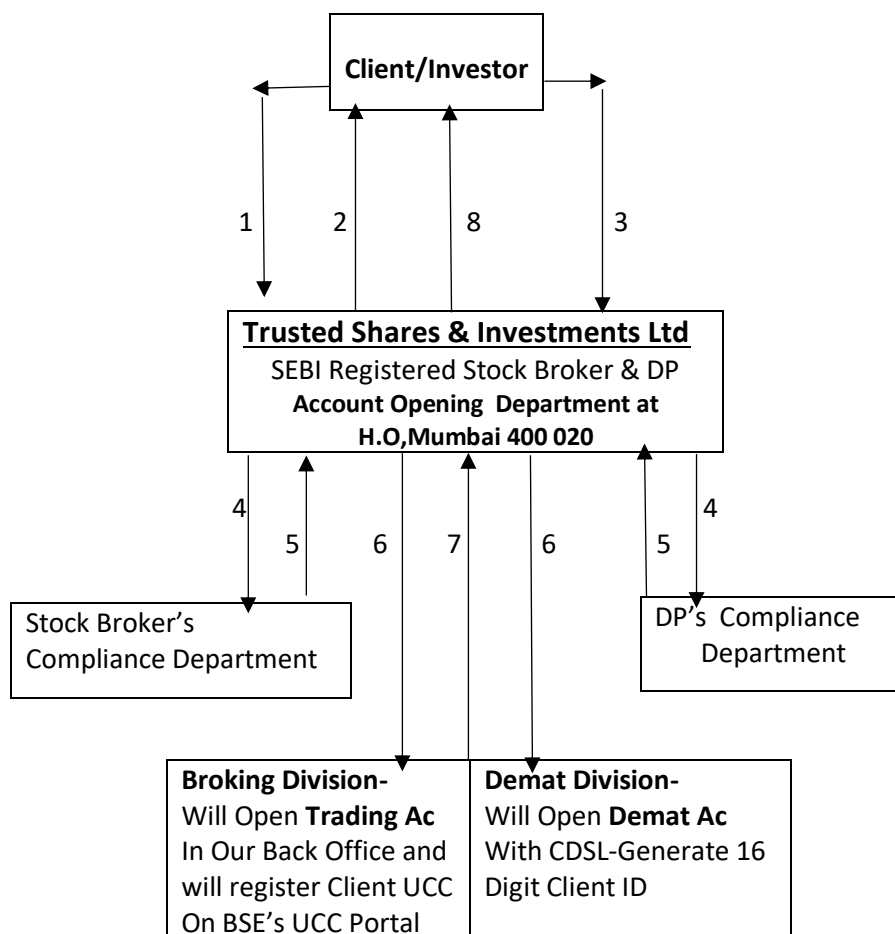 Client/Investor
1
2
8
3
Trusted Shares & Investments Ltd
SEBI Registered Stock Broker & DP
Account Opening Department at
H.O,Mumbai 400 020
4
5
6
7
6
5
4
Stock Broker's
Compliance Department
DP's Compliance
Department
Broking Division-
Will Open Trading Ac
In Our Back Office and
will register Client UCC
On BSE's UCC Portal
Demat Division-
Will Open Demat Ac
With CDSL-Generate 16
Digit Client ID